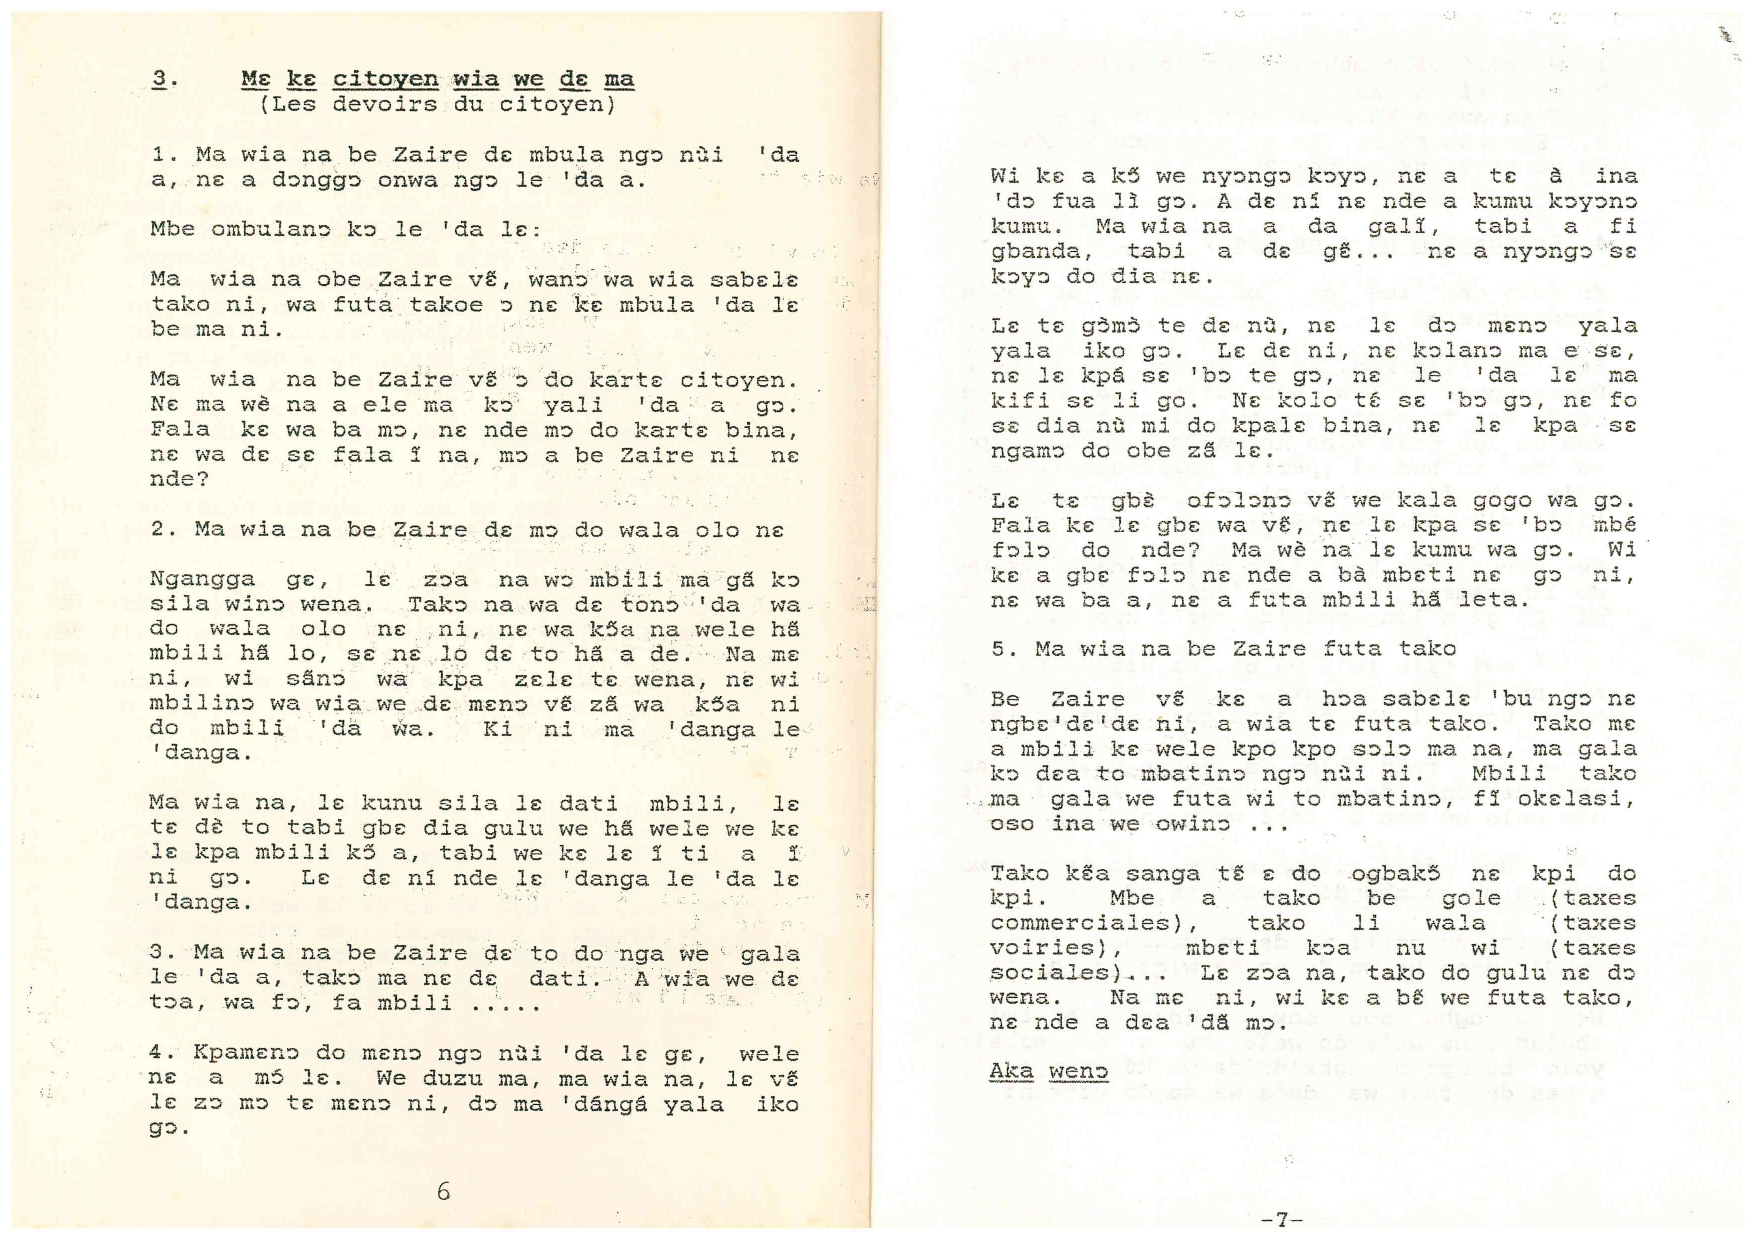 3. Mɛ kɛ citoyen wia we dɛ ma
(Les devoirs du citoyen)
1. Ma wia na be Zaire dɛ mbula ngɔ nũi 'da
a, nɛ a dɔnggɔ onwa ngɔ le 'da a.
Mbe ombulanɔ kɔ le 'da lɛ:
Ma wia na obe Zaire vɛ̃, wanɔ wa wia sabɛlɛ
tako ni, wa futa takoe ɔ nɛ kɛ mbula 'da lɛ
be ma ni.
Ma wia na be Zaire vɛ̃ ɔ do kartɛ citoyen.
Nɛ ma wè na a ele ma kɔ yali 'da a gɔ.
Fala kɛ wa ba mɔ, nɛ nde mɔ do kartɛ bina,
nɛ wa dɛ sɛ fala ĩ na, mɔ a be Zaire ni nɛ
nde?
2. Ma wia na be Zaire dɛ mɔ do wala olo nɛ
Ngangga gɛ, lɛ zɔa na wɔ mbili ma gã kɔ
sila winɔ wena. Takɔ na wa dɛ tonɔ 'da wa
do wala olo nɛ ni, nɛ wa kɔ̃a na wele hã
mbili hã lo, sɛ nɛ lo dɛ to hã a dé. Na mɛ
ni, wi sãnɔ wa kpa zɛlɛ tɛ wena, nɛ wi
mbilinɔ wa wia we dɛ mɛnɔ vɛ̃ zã wa kɔ̃a ni
do mbili 'da wa. Ki ni ma 'danga le
'danga.
Ma wia na, lɛ kunu sila lɛ dati mbili, lɛ
tɛ dɛ̀ to tabi gbɛ dia gulu we hã wele we kɛ
lɛ kpa mbili kɔ̃ a, tabi we kɛ lɛ ĩ ti a ĩ
ni gɔ. Lɛ dɛ ní nde lɛ 'danga le 'da lɛ
'danga.
3. Ma wia na be Zaire dɛ to do nga we gala
le 'da a, takɔ ma nɛ dɛ dati. A wia we dɛ
tɔa, wa fɔ, fa mbili .....
4. Kpamɛnɔ do mɛnɔ ngɔ nũi 'da lɛ gɛ, wele
nɛ a mɔ̃ lɛ. We duzu ma, ma wia na, lɛ vɛ̃
lɛ zɔ mɔ tɛ mɛnɔ ni, dɔ ma 'dángá yala iko
gɔ.
6
Wi kɛ a kɔ̃ we nyɔngɔ kɔyɔ, nɛ a tɛ à ina
'dɔ fua lì gɔ. A dɛ ní nɛ nde a kumu kɔyɔnɔ
kumu. Ma wia na a da galĩ, tabi a fi
gbanda, tabi a dɛ gɛ̃... nɛ a nyɔngɔ sɛ
kɔyɔ do dia nɛ.
Lɛ tɛ gɔ̀mɔ̀ te dɛ nù, nɛ lɛ dɔ mɛnɔ yala
yala iko gɔ. Lɛ dɛ ni, nɛ kɔlanɔ ma e sɛ,
nɛ lɛ kpá sɛ 'bɔ te gɔ, nɛ le 'da lɛ ma
kifi sɛ li go. Nɛ kolo tɛ́ sɛ 'bɔ gɔ, nɛ fo
sɛ dia nù mi do kpalɛ bina, nɛ lɛ kpa sɛ
ngamɔ do obe zã lɛ.
Lɛ tɛ gbɛ̀ ofɔlɔnɔ vɛ̃ we kala gogo wa gɔ.
Fala kɛ lɛ gbɛ wa vɛ̃, nɛ lɛ kpa sɛ 'bɔ mbé
fɔlɔ do nde? Ma wè na lɛ kumu wa gɔ. Wi
kɛ a gbɛ fɔlɔ nɛ nde a bà mbɛti nɛ gɔ ni,
nɛ wa ba a, nɛ a futa mbili hã leta.
5. Ma wia na be Zaire futa tako
Be Zaire vɛ̃ kɛ a hɔa sabɛlɛ 'bu ngɔ nɛ
ngbɛ'dɛ'dɛ ni, a wia tɛ futa tako. Tako mɛ
a mbili kɛ wele kpo kpo sɔlɔ ma na, ma gala
kɔ dɛa to mbatinɔ ngɔ nũi ni. Mbili tako
ma gala we futa wi to mbatinɔ, fĩ okɛlasi,
oso ina we owinɔ ...
Tako kɛ̃a sanga tɛ̃ ɛ do ogbakɔ̃ nɛ kpi do
kpi. Mbe a tako be gole (taxes
commerciales), tako li wala (taxes
voiries), mbɛti kɔa nu wi (taxes
sociales)... Lɛ zɔa na, tako do gulu nɛ dɔ
wena. Na mɛ ni, wi kɛ a bɛ̃ we futa tako,
nɛ nde a dɛa 'dã mɔ.
Aka wenɔ
-7-